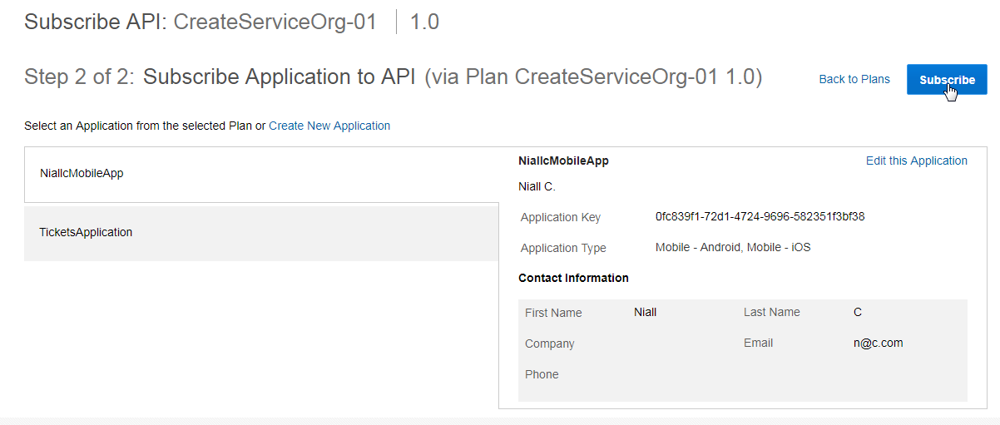 Subscribe API: CreateServiceOrg-01 1.0
Step 2 of 2: Subscribe Application to API (via Plan CreateServiceOrg-01 1.0)
Back to Plans
Subscribe
Select an Application from the selected Plan or Create New Application
NiallcMobileApp
TicketsApplication
NiallcMobileApp
Edit this Application
Niall C.
Application Key 0fc839f1-72d1-4724-9696-582351f3bf38
Application Type Mobile - Android, Mobile - iOS
Contact Information
First Name Niall Last Name C
Company Email n@c.com
Phone